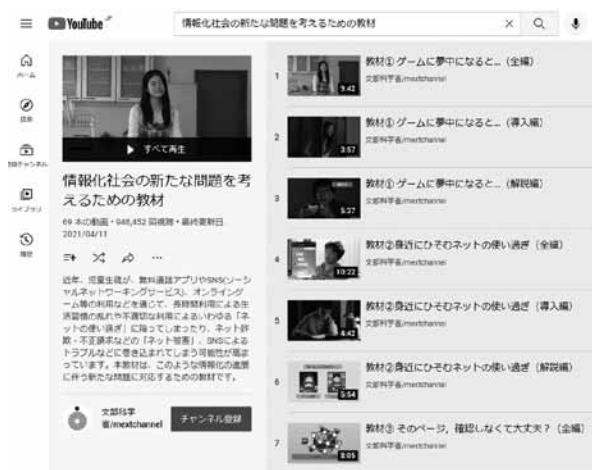 YouTube JP
情報化社会の新たな問題を考えるための教材
ホーム
探索
登録チャンネル
ライブラリ
履歴
すべて再生
情報化社会の新たな問題を考
えるための教材
69 本の動画・948,452 回視聴・最終更新日:
2021/04/11
近年、児童生徒が、無料通話アプリやSNS(ソーシ
ャルネットワーキングサービス)、オンラインゲ
ーム等の利用などを通じて、長時間利用による生
活習慣の乱れや不適切な利用によるいわゆる「ネ
ットの使い過ぎ」に陥ってしまったり、ネット詐
欺・不正請求などの「ネット被害」、SNSによる
トラブルなどに巻き込まれてしまう可能性が高ま
っています。本教材は、このような情報化の進展
に伴う新たな問題に対応するための教材です。
文部科学
省/mextchannel
チャンネル登録
1
9:42
教材① ゲームに夢中になると… (全編)
文部科学省/mextchannel
2
3:57
教材① ゲームに夢中になると… (導入編)
文部科学省/mextchannel
3
5:37
教材① ゲームに夢中になると… (解説編)
文部科学省/mextchannel
4
10:22
教材②身近にひそむネットの使い過ぎ (全編)
文部科学省/mextchannel
5
4:42
教材②身近にひそむネットの使い過ぎ (導入編)
文部科学省/mextchannel
6
5:54
教材②身近にひそむネットの使い過ぎ (解説編)
文部科学省/mextchannel
7
8:05
教材③ そのページ, 確認しなくて大丈夫? (全編)
文部科学省/mextchannel